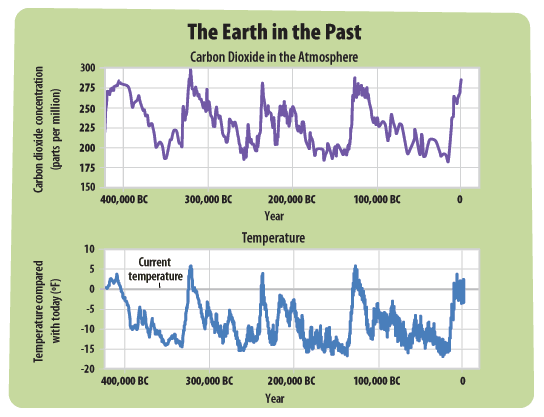 The Earth in the Past
Carbon Dioxide in the Atmosphere
Carbon dioxide concentration
(parts per million)
300
275
250
225
200
175
150
400,000 BC 300,000 BC 200,000 BC 100,000 BC 0
Year
Temperature
Temperature compared
with today (°F)
10
5
0
-5
-10
-15
-20
Current
temperature
400,000 BC 300,000 BC 200,000 BC 100,000 BC 0
Year